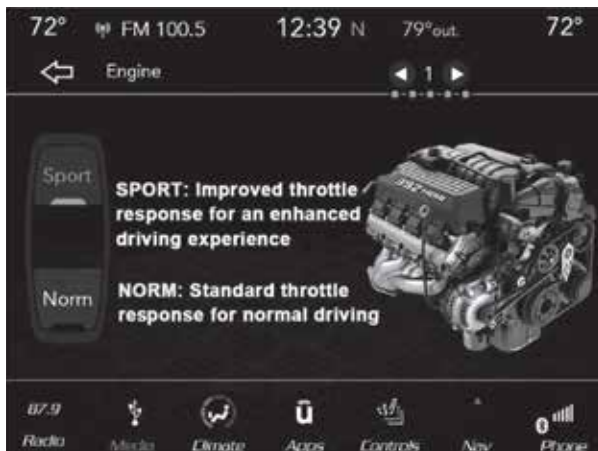 72° FM 100.5 12:39 N 79°out. 72°
Engine 1
Sport
SPORT: Improved throttle
response for an enhanced
driving experience
Norm
NORM: Standard throttle
response for normal driving
392 HEMI
87.9 ū
Radio Media Climate Apps Controls Nav Phone